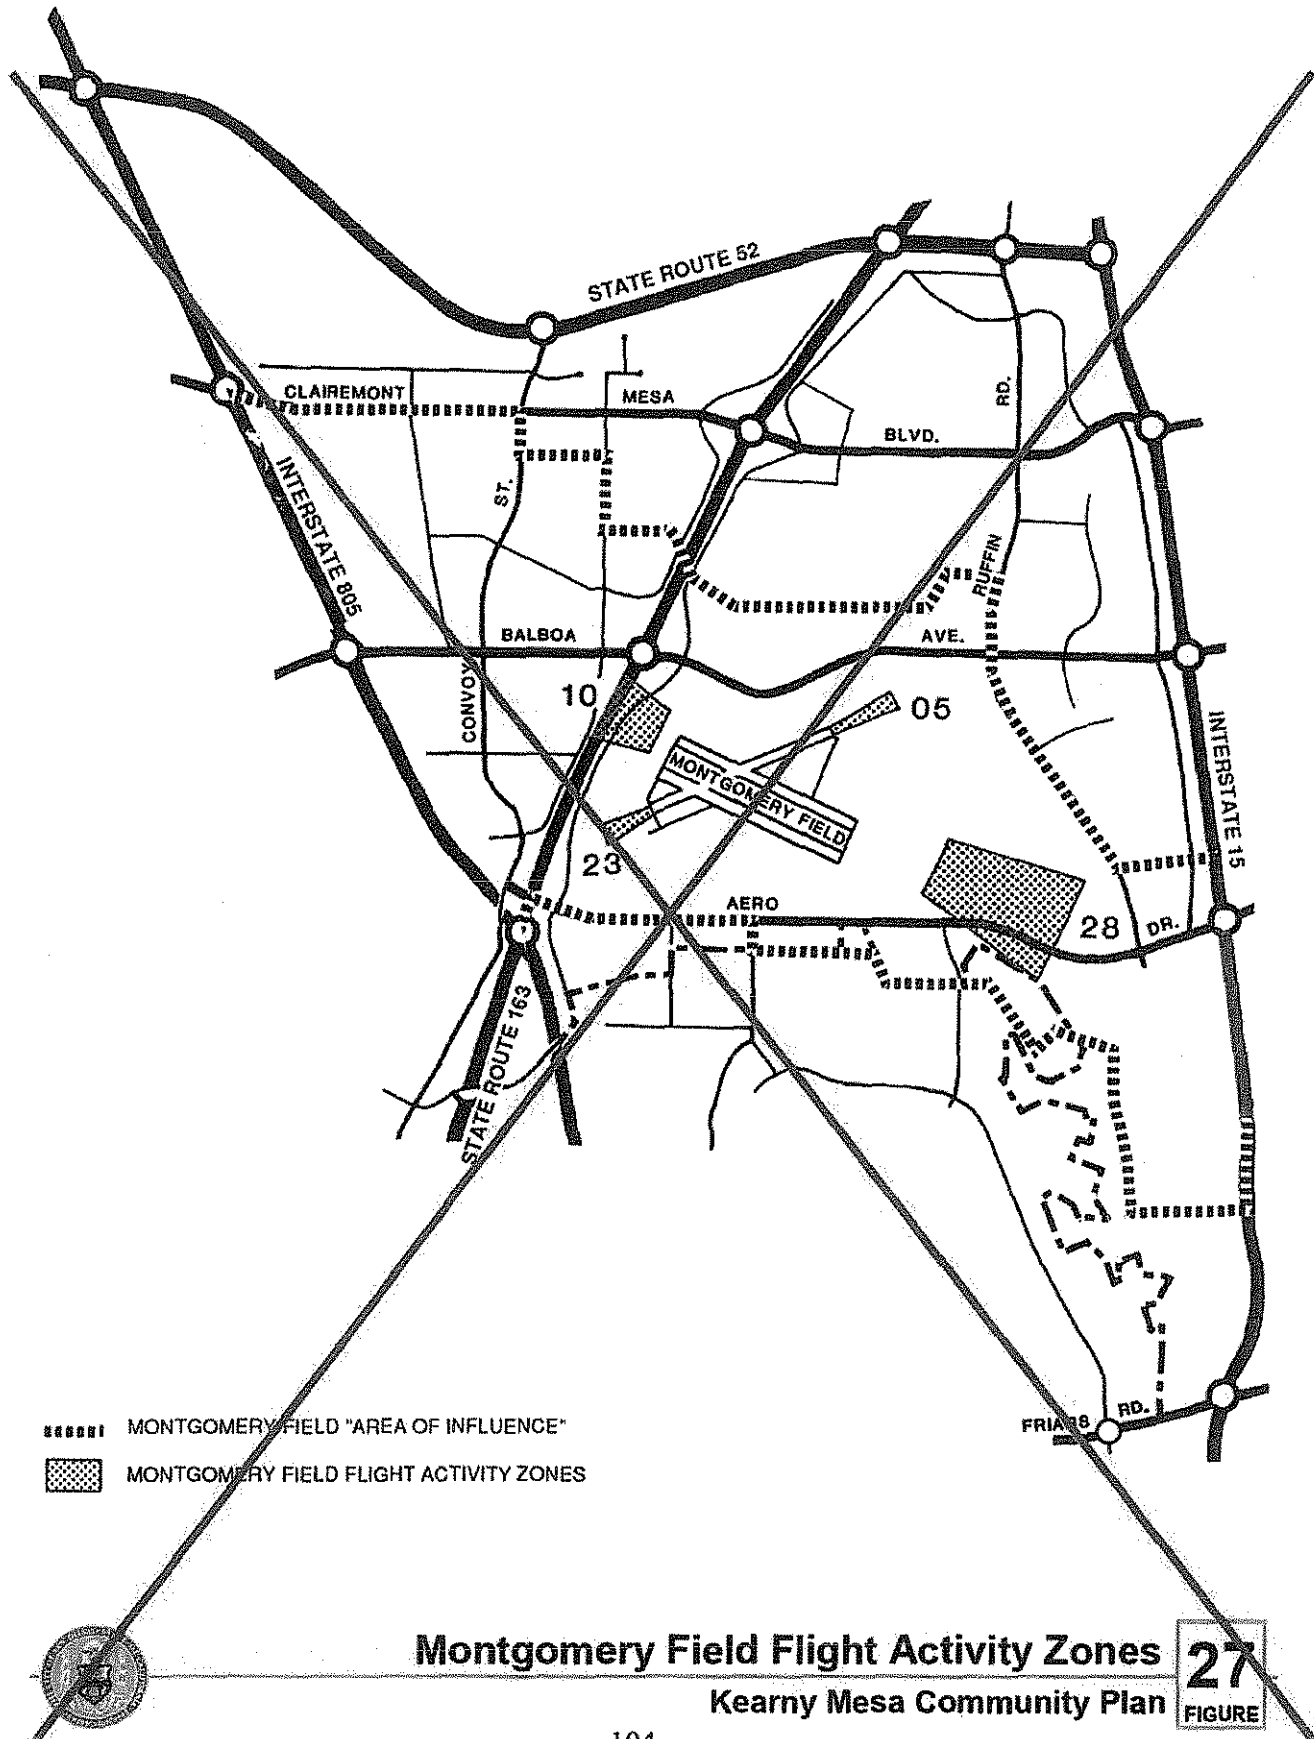 STATE ROUTE 52
CLAIREMONT
MESA
BLVD.
RD.
ST.
INTERSTATE 805
RUFFIN
BALBOA
AVE.
CONVOY
10
05
MONTGOMERY FIELD
INTERSTATE 15
23
AERO
28
DR.
STATE ROUTE 163
FRIARS
RD.
MONTGOMERY FIELD "AREA OF INFLUENCE"
MONTGOMERY FIELD FLIGHT ACTIVITY ZONES
Montgomery Field Flight Activity Zones
Kearny Mesa Community Plan
27
FIGURE
104